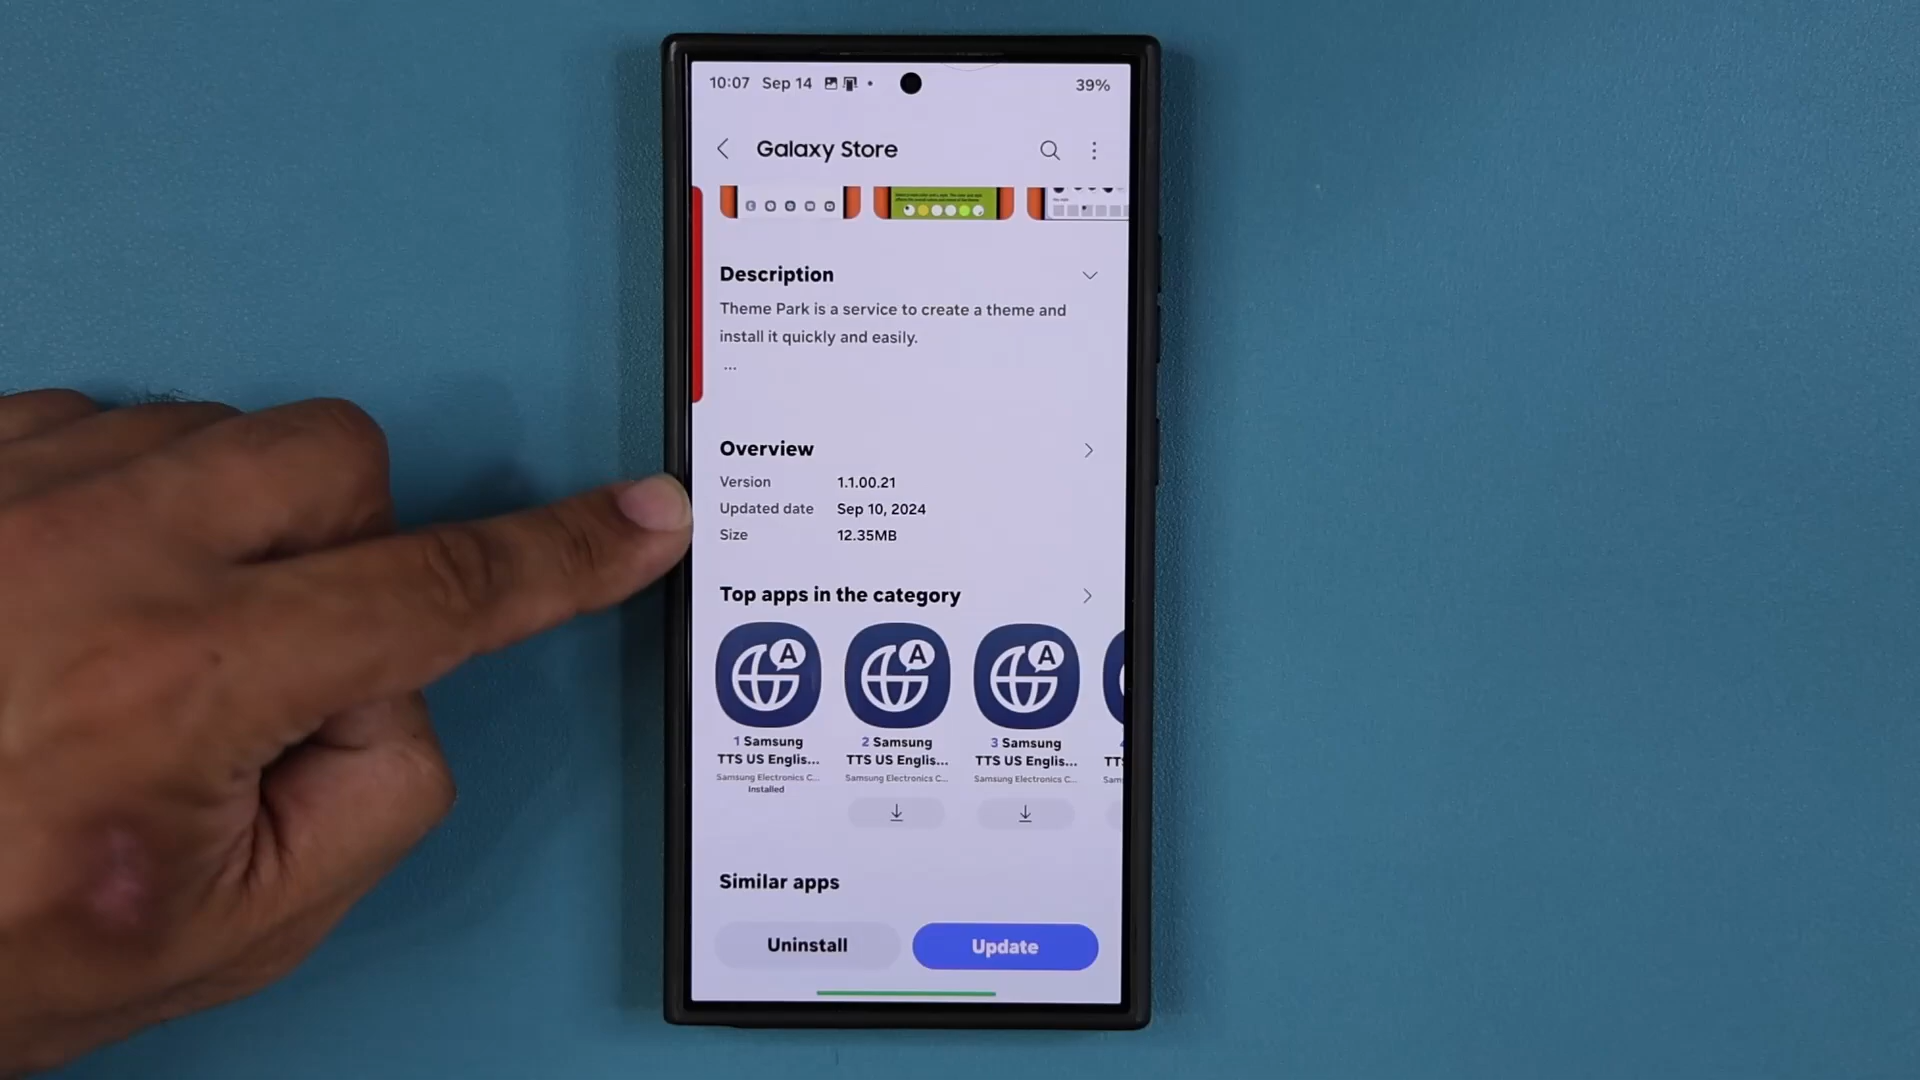 10:07 Sep 14
39%
Galaxy Store
Description
Theme Park is a service to create a theme and
install it quickly and easily.
...
Overview
Version 1.1.00.21
Updated date Sep 10, 2024
Size 12.35MB
Top apps in the category
A
A
A
1 Samsung
TTS US Englis...
Samsung Electronics C...
Installed
2 Samsung
TTS US Englis...
Samsung Electronics C...
3 Samsung
TTS US Englis...
Samsung Electronics C...
Similar apps
Uninstall
Update